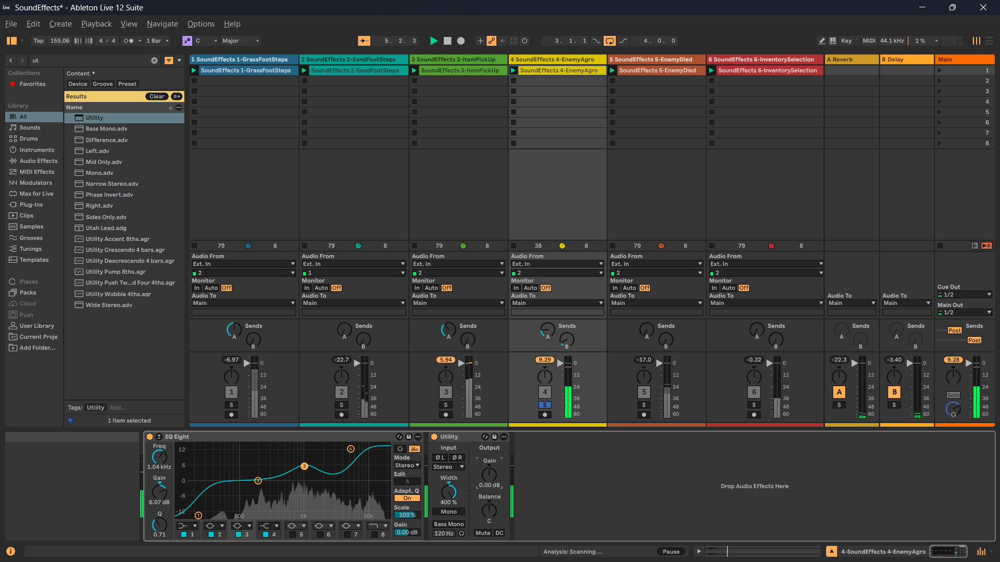 SoundEffects* - Ableton Live 12 Suite
File Edit Create Playback View Navigate Options Help
Tap 155.06 4 / 4 1 Bar C Major 5. 2. 3 3. 1. 1 4. 0. 0 Key MIDI 44.1 kHz 2 %
ut
Collections
Favorites
Library
All
Sounds
Drums
Instruments
Audio Effects
MIDI Effects
Modulators
Max for Live
Plug-Ins
Clips
Samples
Grooves
Tunings
Templates
Places
Packs
Cloud
Push
User Library
Current Proje
Add Folder...
Content
Device Groove Preset
Results Clear
Name
Utility
Bass Mono.adv
Difference.adv
Left.adv
Mid Only.adv
Mono.adv
Narrow Stereo.adv
Phase Invert.adv
Right.adv
Sides Only.adv
Utah Lead.adg
Utility Accent 8ths.agr
Utility Crescendo 4 bars.agr
Utility Descrescendo 4 bars.agr
Utility Pump 8ths.agr
Utility Push Tw...d Four 4ths.agr
Utility Wobble 4ths.agr
Wide Stereo.adv
Tags: Utility Add...
1 item selected
1 SoundEffects 1-GrassFootSteps 2 SoundEffects 2-SandFootSteps 3 SoundEffects 3-ItemPickUp 4 SoundEffects 4-EnemyAgro 5 SoundEffects 5-EnemyDied 6 SoundEffects 6-InventorySelection A Reverb B Delay Main
SoundEffects 1-GrassFootSteps SoundEffects 2-SandFootSteps SoundEffects 3-ItemPickUp SoundEffects 4-EnemyAgro SoundEffects 5-EnemyDied SoundEffects 6-InventorySelection 1
2
3
4
5
6
7
8
79 8 79 8 79 8 38 8 79 8 79 8
Audio From Audio From Audio From Audio From Audio From Audio From
Ext. In Ext. In Ext. In Ext. In Ext. In Ext. In
2 1 2 2 2 2
Monitor Monitor Monitor Monitor Monitor Monitor
In Auto Off In Auto Off In Auto Off In Auto Off In Auto Off In Auto Off Cue Out
Audio To Audio To Audio To Audio To Audio To Audio To Audio To Audio To 1/2
Main Main Main Main Main Main Main Main Main Out
1/2
Sends Sends Sends Sends Sends Sends Sends Sends Sends
A A A A A A A A Post
B B B B B B B B Post
-6.97 -22.7 5.94 9.29 -17.0 -0.32 -22.3 -3.40 9.28
0 0 0 0 0 0 0 0 0
12 12 12 12 12 12 12 12 12
24 24 24 24 24 24 24 24 24
1 2 3 4 5 6 A B Solo
36 36 36 36 36 36 36 36 36
S S S S S S S S
48 48 48 48 48 48 48 48 48
60 60 60 60 60 60 60 60 60
EQ Eight
Freq
1.04 kHz
Gain
6.07 dB
Q
0.71
12
6
0
-6
-12
1 2 3 4
100 1k 10k
1 2 3 4 5 6 7 8
Mode
Stereo
Edit
A
Adapt. Q
On
Scale
100 %
Gain
0.00 dB
Utility
Input Output
Ø L Ø R Gain
Stereo
Width 0.00 dB
400 % Balance
Mono
C
Bass Mono
120 Hz Mute DC
Drop Audio Effects Here
Analysis: Scanning ... Pause 4-SoundEffects 4-EnemyAgro